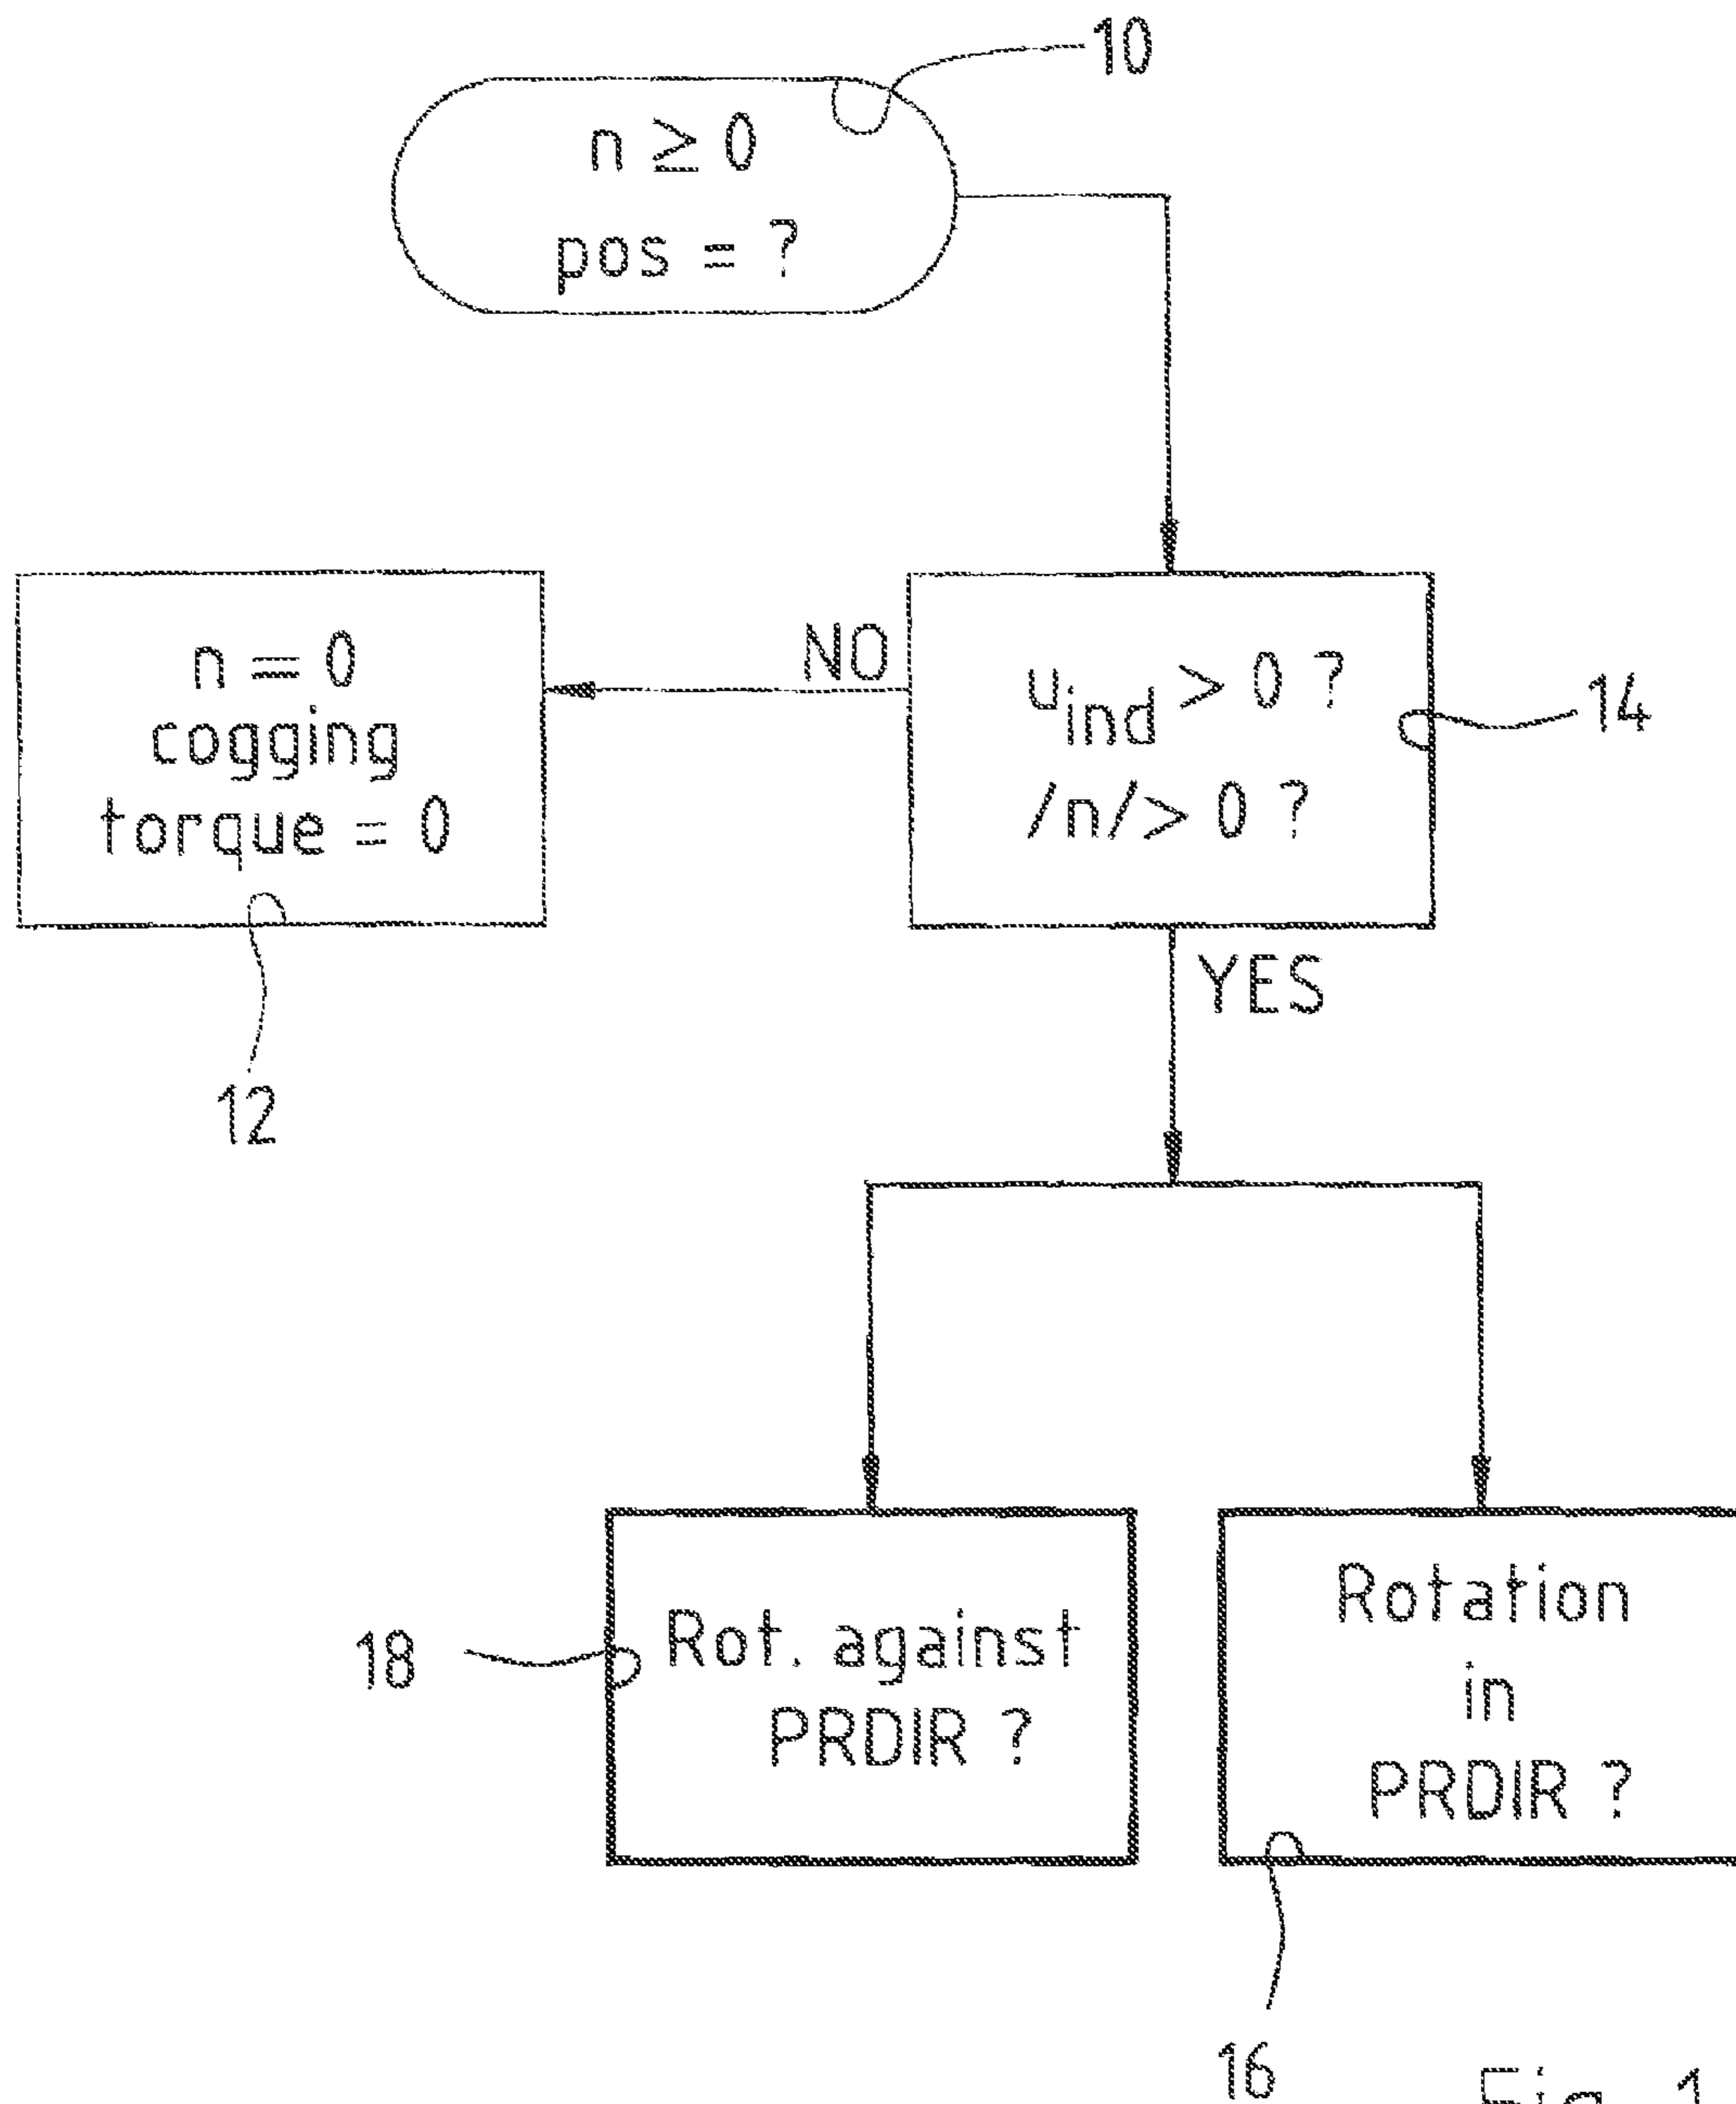 10
n ≥ 0
pos = ?
n = 0
cogging
torque = 0
12
NO
u_ind > 0 ?
/n/> 0 ?
14
YES
18
Rot. against
PRDIR ?
Rotation
in
PRDIR ?
16
Fig. 1